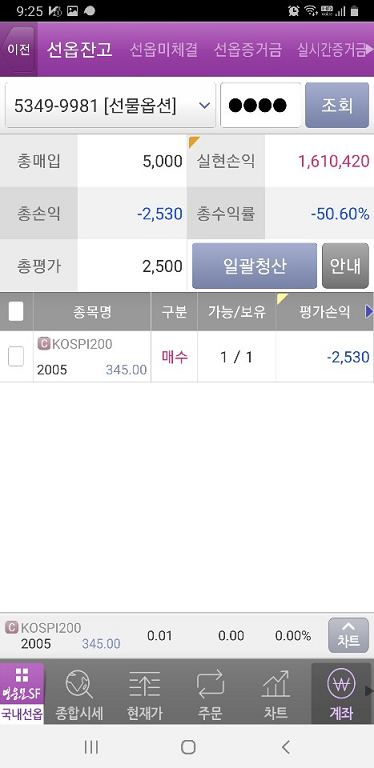 9:25
이전 선옵잔고 선옵미체결 선옵증거금 실시간증거금
5349-9981 [선물옵션] ●●●● 조회
총매입 5,000 실현손익 1,610,420
총손익 -2,530 총수익률 -50.60%
총평가 2,500 일괄청산 안내
종목명 구분 가능/보유 평가손익
C KOSPI200
2005 345.00 매수 1 / 1 -2,530
C KOSPI200
2005 345.00 0.01 0.00 0.00% 차트
영웅문SF
국내선옵 종합시세 현재가 주문 차트 계좌